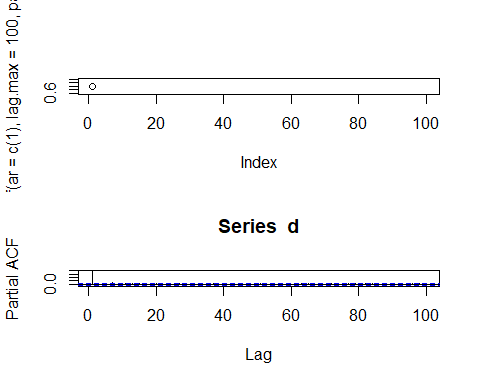 f(ar = c(1), lag.max = 100, pa
0.6
0 20 40 60 80 100
Index
Series d
Partial ACF
0.0
0 20 40 60 80 100
Lag